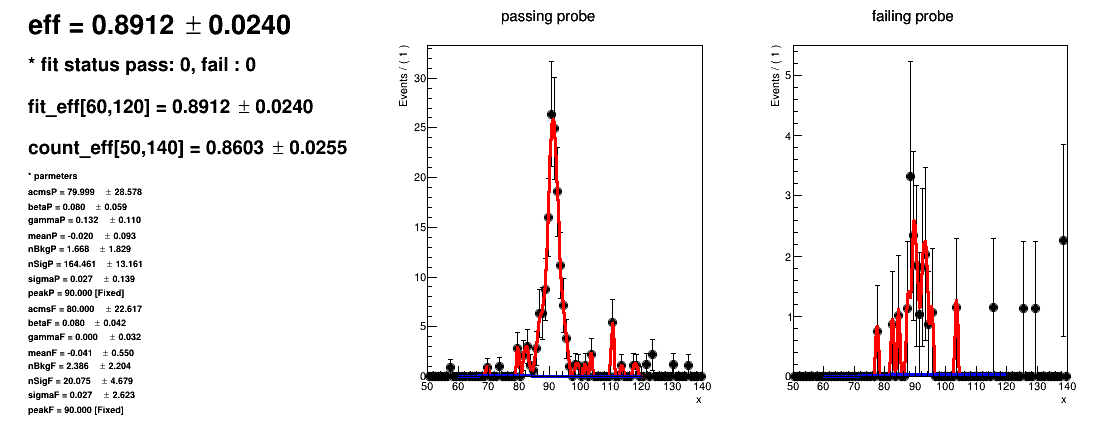 eff = 0.8912 ± 0.0240
* fit status pass: 0, fail : 0
fit_eff[60,120] = 0.8912 ± 0.0240
count_eff[50,140] = 0.8603 ± 0.0255
* parmeters
acmsP = 79.999 ± 28.578
betaP = 0.080 ± 0.059
gammaP = 0.132 ± 0.110
meanP = -0.020 ± 0.093
nBkgP = 1.668 ± 1.829
nSigP = 164.461 ± 13.161
sigmaP = 0.027 ± 0.139
peakP = 90.000 [Fixed]
acmsF = 80.000 ± 22.617
betaF = 0.080 ± 0.042
gammaF = 0.000 ± 0.032
meanF = -0.041 ± 0.550
nBkgF = 2.386 ± 2.204
nSigF = 20.075 ± 4.679
sigmaF = 0.027 ± 2.623
peakF = 90.000 [Fixed]
passing probe
Events / ( 1 )
30
25
20
15
10
5
0
50 60 70 80 90 100 110 120 130 140
x
failing probe
Events / ( 1 )
5
4
3
2
1
0
50 60 70 80 90 100 110 120 130 140
x